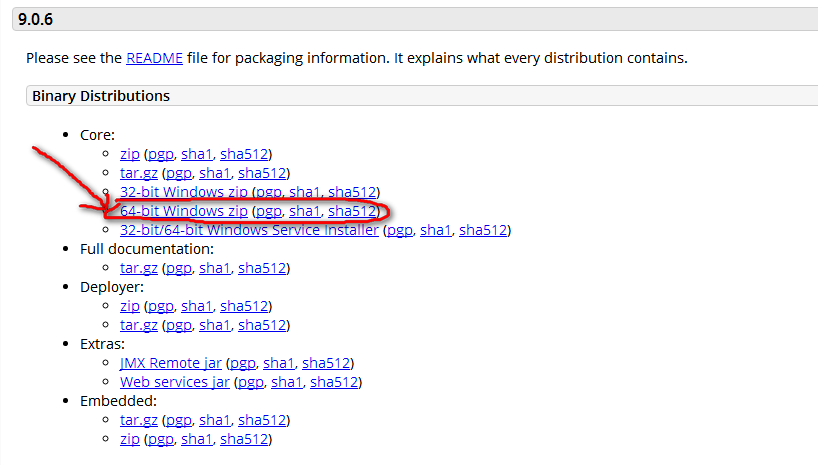 9.0.6
Please see the README file for packaging information. It explains what every distribution contains.
Binary Distributions
Core:
zip (pgp, sha1, sha512)
tar.gz (pgp, sha1, sha512)
32-bit Windows zip (pgp, sha1, sha512)
64-bit Windows zip (pgp, sha1, sha512)
32-bit/64-bit Windows Service Installer (pgp, sha1, sha512)
Full documentation:
tar.gz (pgp, sha1, sha512)
Deployer:
zip (pgp, sha1, sha512)
tar.gz (pgp, sha1, sha512)
Extras:
JMX Remote jar (pgp, sha1, sha512)
Web services jar (pgp, sha1, sha512)
Embedded:
tar.gz (pgp, sha1, sha512)
zip (pgp, sha1, sha512)